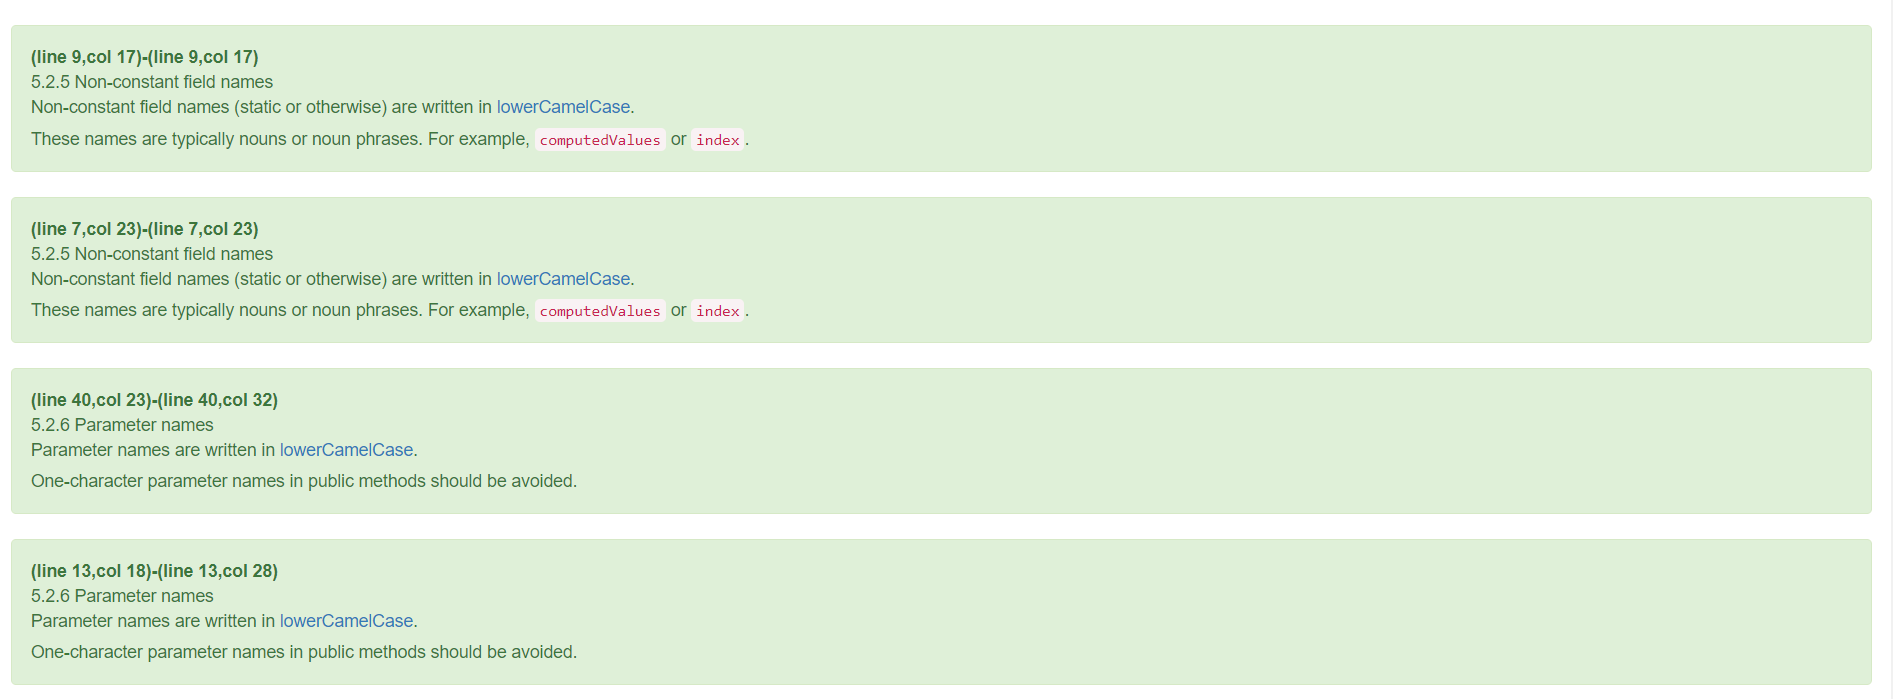 (line 9,col 17)-(line 9,col 17)
5.2.5 Non-constant field names
Non-constant field names (static or otherwise) are written in lowerCamelCase.
These names are typically nouns or noun phrases. For example, computedValues or index.
(line 7,col 23)-(line 7,col 23)
5.2.5 Non-constant field names
Non-constant field names (static or otherwise) are written in lowerCamelCase.
These names are typically nouns or noun phrases. For example, computedValues or index.
(line 40,col 23)-(line 40,col 32)
5.2.6 Parameter names
Parameter names are written in lowerCamelCase.
One-character parameter names in public methods should be avoided.
(line 13,col 18)-(line 13,col 28)
5.2.6 Parameter names
Parameter names are written in lowerCamelCase.
One-character parameter names in public methods should be avoided.